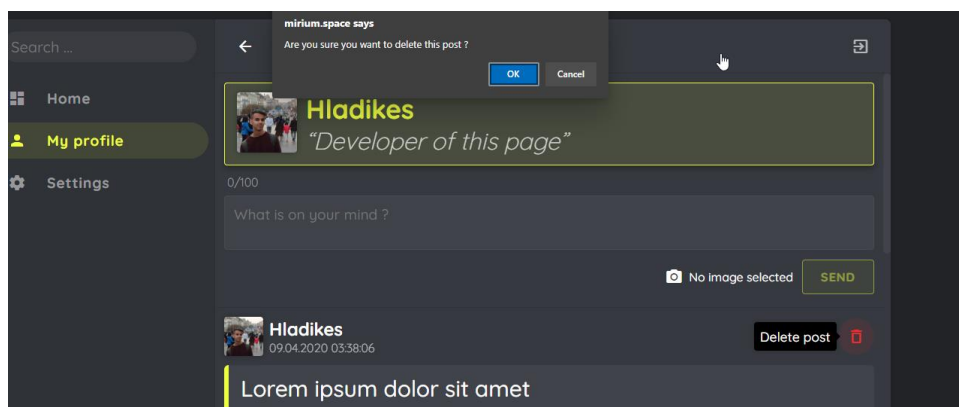 mirium.space says
Are you sure you want to delete this post ?
OK Cancel
Search ...
Home
My profile
Settings
Hladikes
“Developer of this page”
0/100
What is on your mind ?
No image selected SEND
Hladikes
09.04.2020 03:38:06
Delete post
Lorem ipsum dolor sit amet